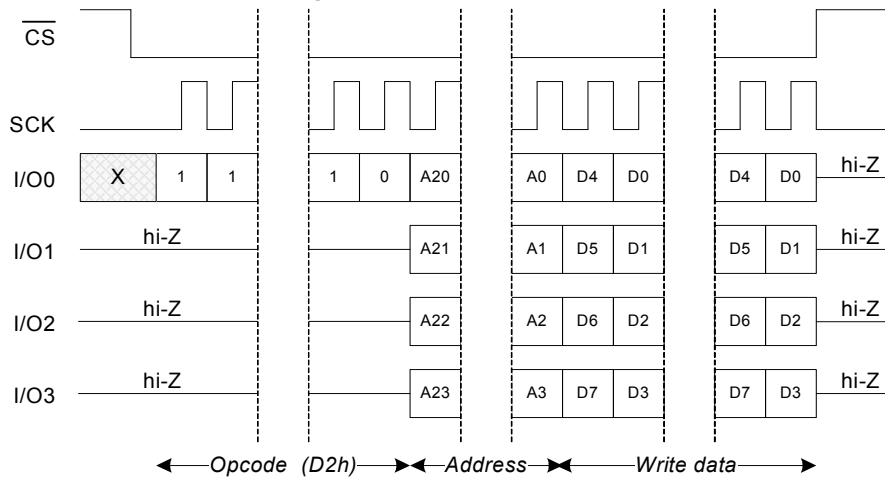 CS
SCK
I/O0 X 1 1 1 0 A20 A0 D4 D0 D4 D0 hi-Z
I/O1 hi-Z A21 A1 D5 D1 D5 D1 hi-Z
I/O2 hi-Z A22 A2 D6 D2 D6 D2 hi-Z
I/O3 hi-Z A23 A3 D7 D3 D7 D3 hi-Z
Opcode (D2h) Address Write data